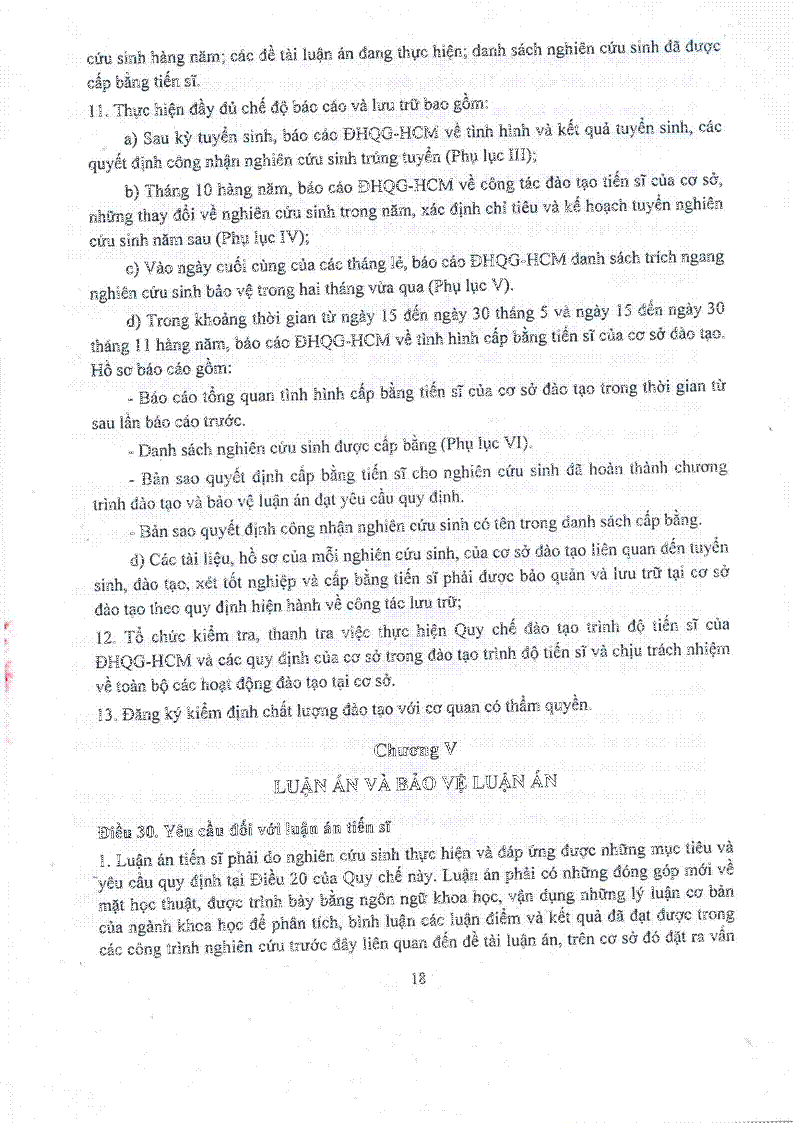 cứu sinh hàng năm; các đề tài luận án đang thực hiện; danh sách nghiên cứu sinh đã được
cấp bằng tiến sĩ.
11. Thực hiện đầy đủ chế độ báo cáo và lưu trữ bao gồm:
a) Sau kỳ tuyển sinh, báo cáo ĐHQG-HCM về tình hình và kết quả tuyển sinh, các
quyết định công nhận nghiên cứu sinh trúng tuyển (Phụ lục III);
b) Tháng 10 hàng năm, báo cáo ĐHQG-HCM về công tác đào tạo tiến sĩ của cơ sở,
những thay đổi về nghiên cứu sinh trong năm, xác định chỉ tiêu và kế hoạch tuyển nghiên
cứu sinh năm sau (Phụ lục IV);
c) Vào ngày cuối cùng của các tháng lẻ, báo cáo ĐHQG-HCM danh sách trích ngang
nghiên cứu sinh bảo vệ trong hai tháng vừa qua (Phụ lục V).
d) Trong khoảng thời gian từ ngày 15 đến ngày 30 tháng 5 và ngày 15 đến ngày 30
tháng 11 hàng năm, báo cáo ĐHQG-HCM về tình hình cấp bằng tiến sĩ của cơ sở đào tạo.
Hồ sơ báo cáo gồm:
- Báo cáo tổng quan tình hình cấp bằng tiến sĩ của cơ sở đào tạo trong thời gian từ
sau lần báo cáo trước.
- Danh sách nghiên cứu sinh được cấp bằng (Phụ lục VI).
- Bản sao quyết định cấp bằng tiến sĩ cho nghiên cứu sinh đã hoàn thành chương
trình đào tạo và bảo vệ luận án đạt yêu cầu quy định.
- Bản sao quyết định công nhận nghiên cứu sinh có tên trong danh sách cấp bằng.
đ) Các tài liệu, hồ sơ của mỗi nghiên cứu sinh, của cơ sở đào tạo liên quan đến tuyển
sinh, đào tạo, xét tốt nghiệp và cấp bằng tiến sĩ phải được bảo quản và lưu trữ tại cơ sở
đào tạo theo quy định hiện hành về công tác lưu trữ;
12. Tổ chức kiểm tra, thanh tra việc thực hiện Quy chế đào tạo trình độ tiến sĩ của
ĐHQG-HCM và các quy định của cơ sở trong đào tạo trình độ tiến sĩ và chịu trách nhiệm
về toàn bộ các hoạt động đào tạo tại cơ sở.
13. Đăng ký kiểm định chất lượng đào tạo với cơ quan có thẩm quyền.
Chương V
LUẬN ÁN VÀ BẢO VỆ LUẬN ÁN
Điều 30. Yêu cầu đối với luận án tiến sĩ
1. Luận án tiến sĩ phải do nghiên cứu sinh thực hiện và đáp ứng được những mục tiêu và
yêu cầu quy định tại Điều 20 của Quy chế này. Luận án phải có những đóng góp mới về
mặt học thuật, được trình bày bằng ngôn ngữ khoa học, vận dụng những lý luận cơ bản
của ngành khoa học để phân tích, bình luận các luận điểm và kết quả đã đạt được trong
các công trình nghiên cứu trước đây liên quan đến đề tài luận án, trên cơ sở đó đặt ra vấn
18